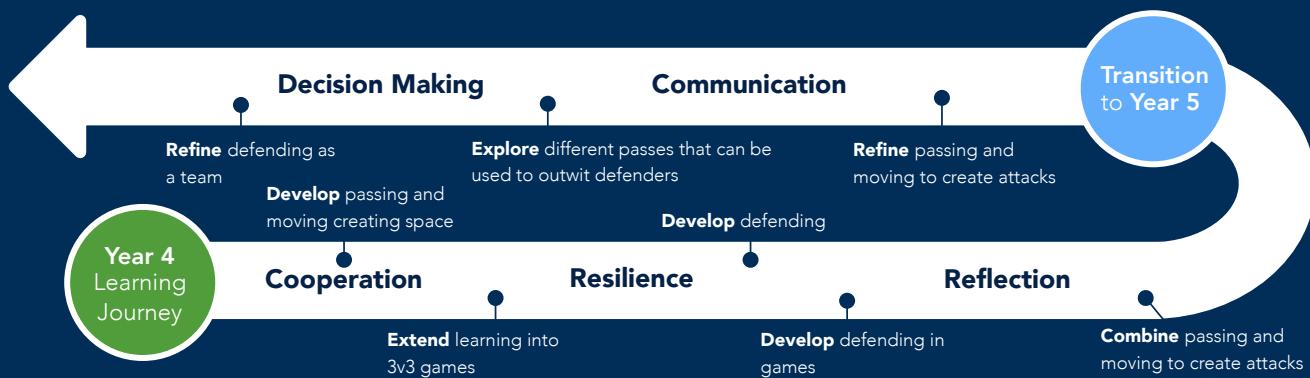 Decision Making
Communication
Transition
to Year 5
Refine defending as
a team
Explore different passes that can be
used to outwit defenders
Refine passing and
moving to create attacks
Develop passing and
moving creating space
Develop defending
Year 4
Learning
Journey
Cooperation
Resilience
Reflection
Extend learning into
3v3 games
Develop defending in
games
Combine passing and
moving to create attacks